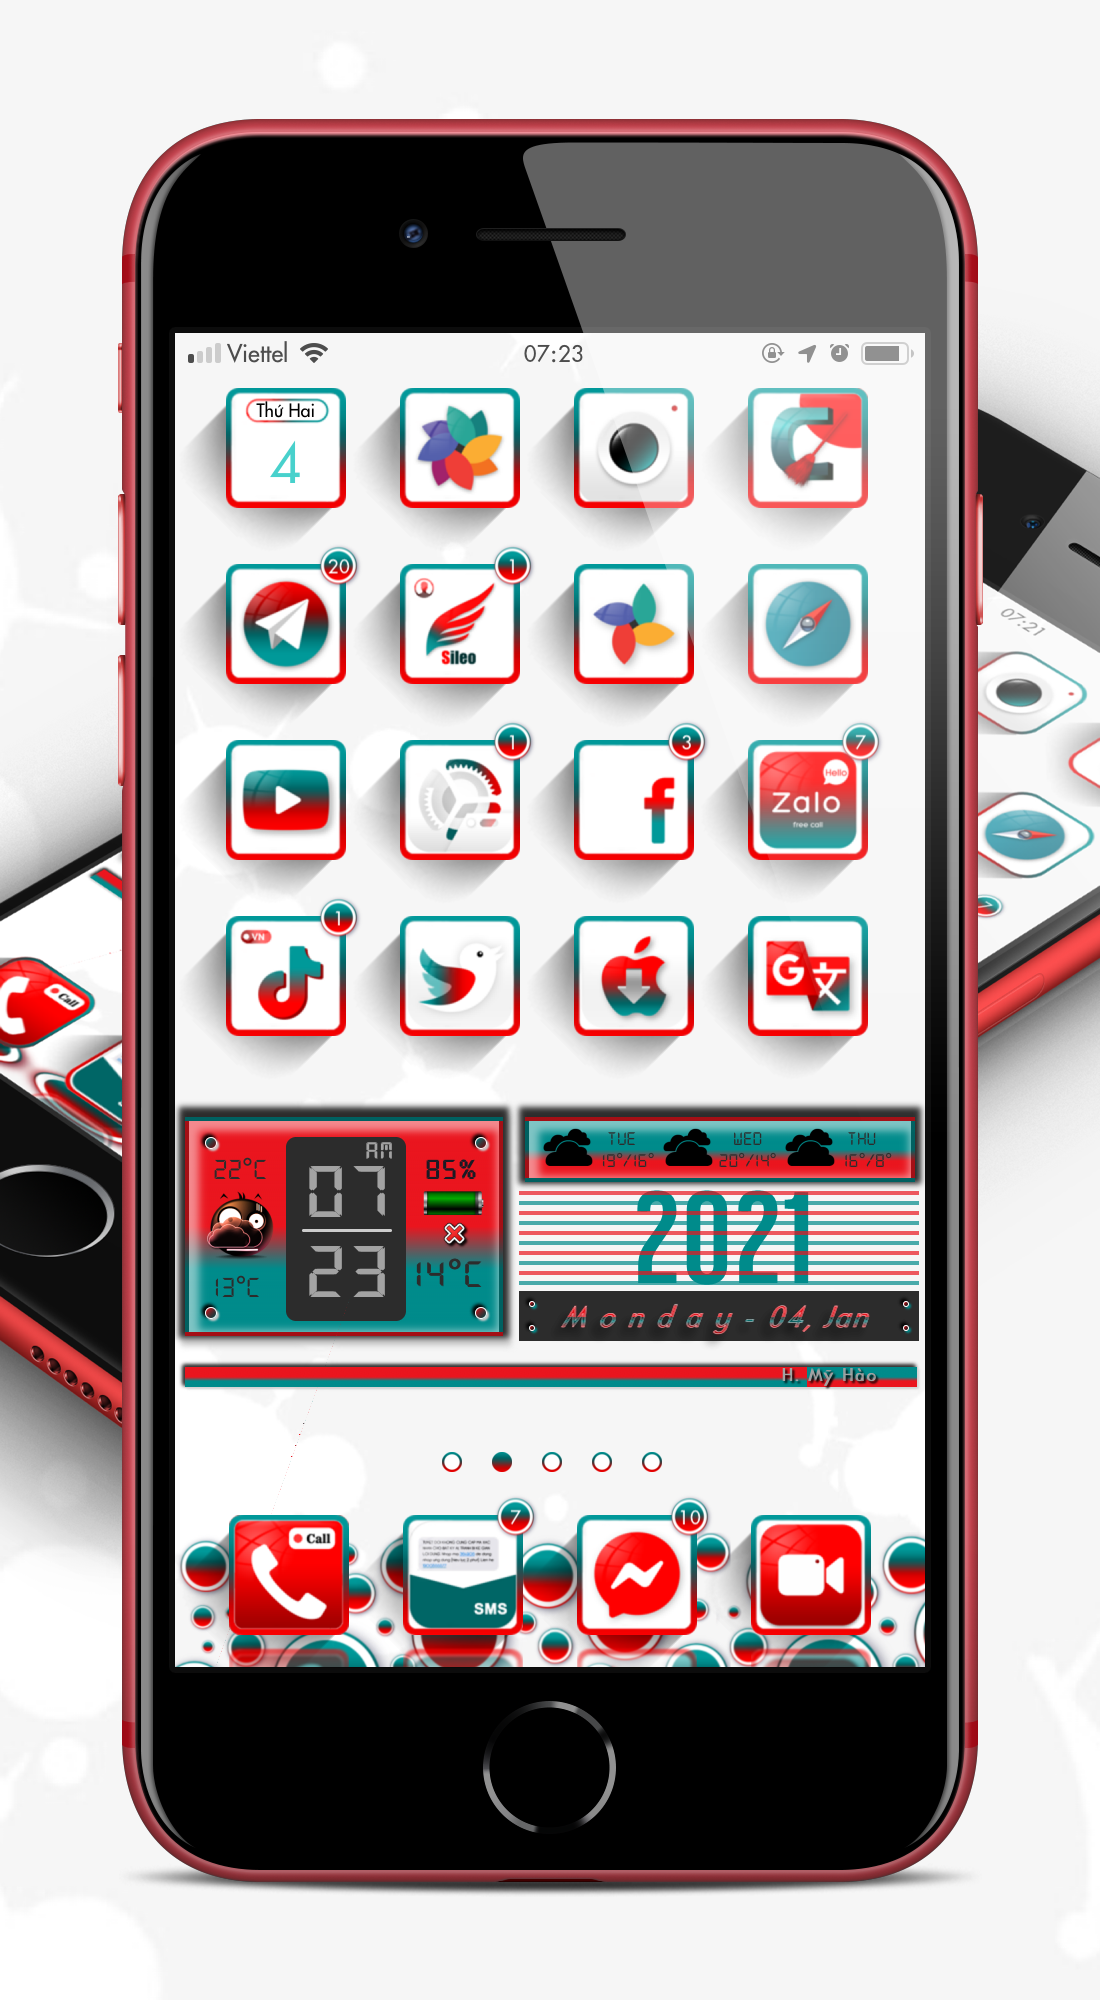 Viettel 07:23
Thứ Hai
4
20
1
Sileo
07:21
1
3
7
Hello
Zalo
free call
1
VN
G 文
AM
22°C 07 85%
13°C 23 14°C
TUE WED THU
19°/16° 20°/14° 16°/8°
2021
Monday - 04, Jan
H. Mỹ Hào
Call
7
10
Call
SMS